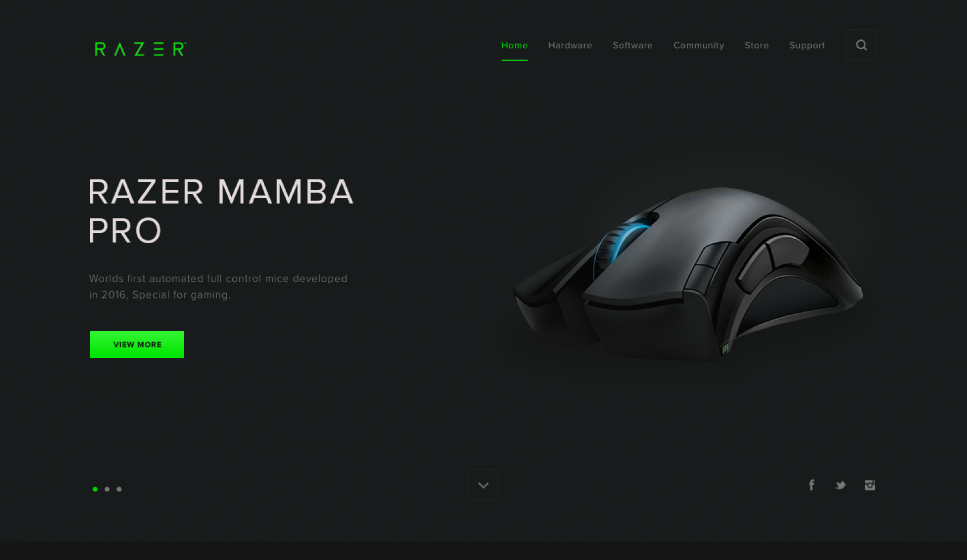 RAZER
Home Hardware Software Community Store Support
RAZER MAMBA
PRO
Worlds first automated full control mice developed
in 2016, Special for gaming.
VIEW MORE